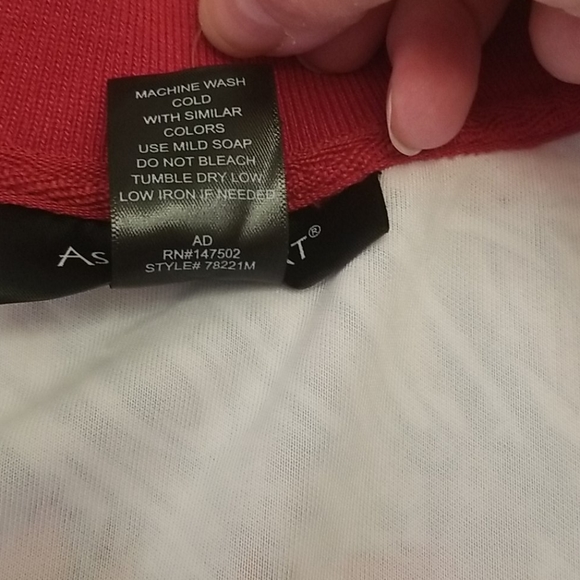 MACHINE WASH
COLD
WITH SIMILAR
COLORS
USE MILD SOAP
DO NOT BLEACH
TUMBLE DRY LOW
LOW IRON IF NEEDED
AD
RN#147502
STYLE# 78221M